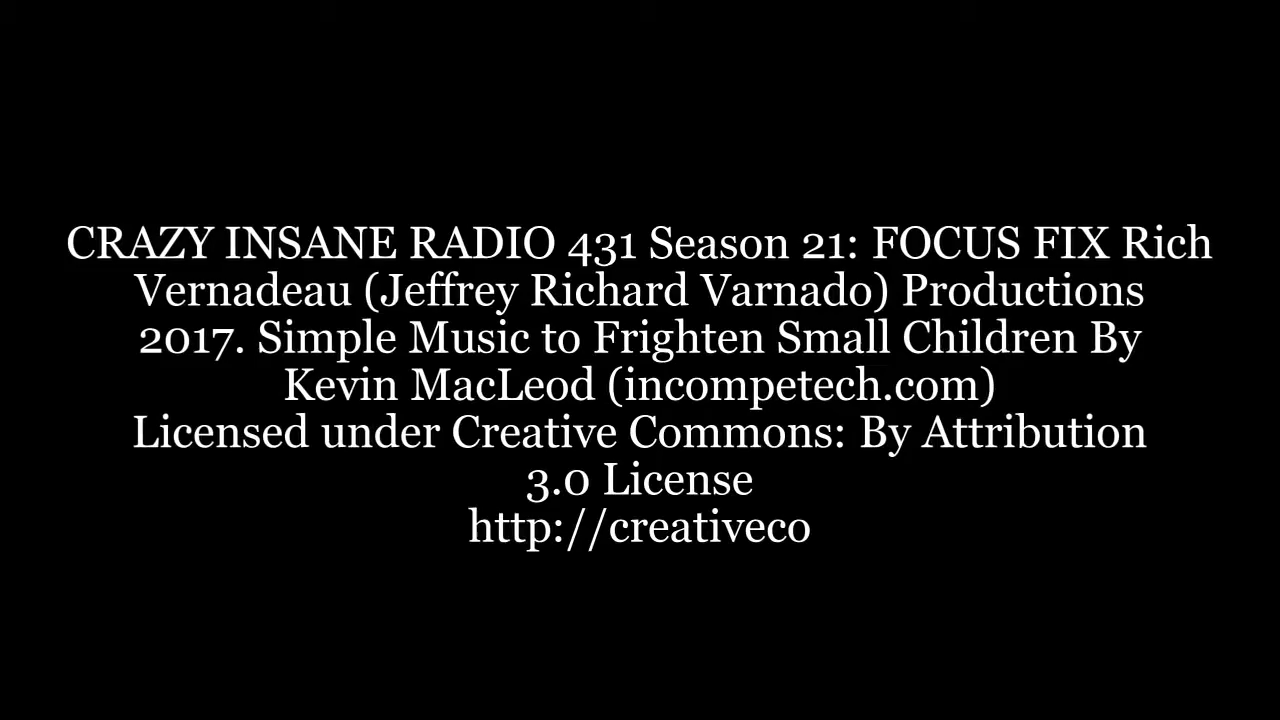 CRAZY INSANE RADIO 431 Season 21: FOCUS FIX Rich
Vernadeau (Jeffrey Richard Varnado) Productions
2017. Simple Music to Frighten Small Children By
Kevin MacLeod (incompetech.com)
Licensed under Creative Commons: By Attribution
3.0 License
http://creativeco